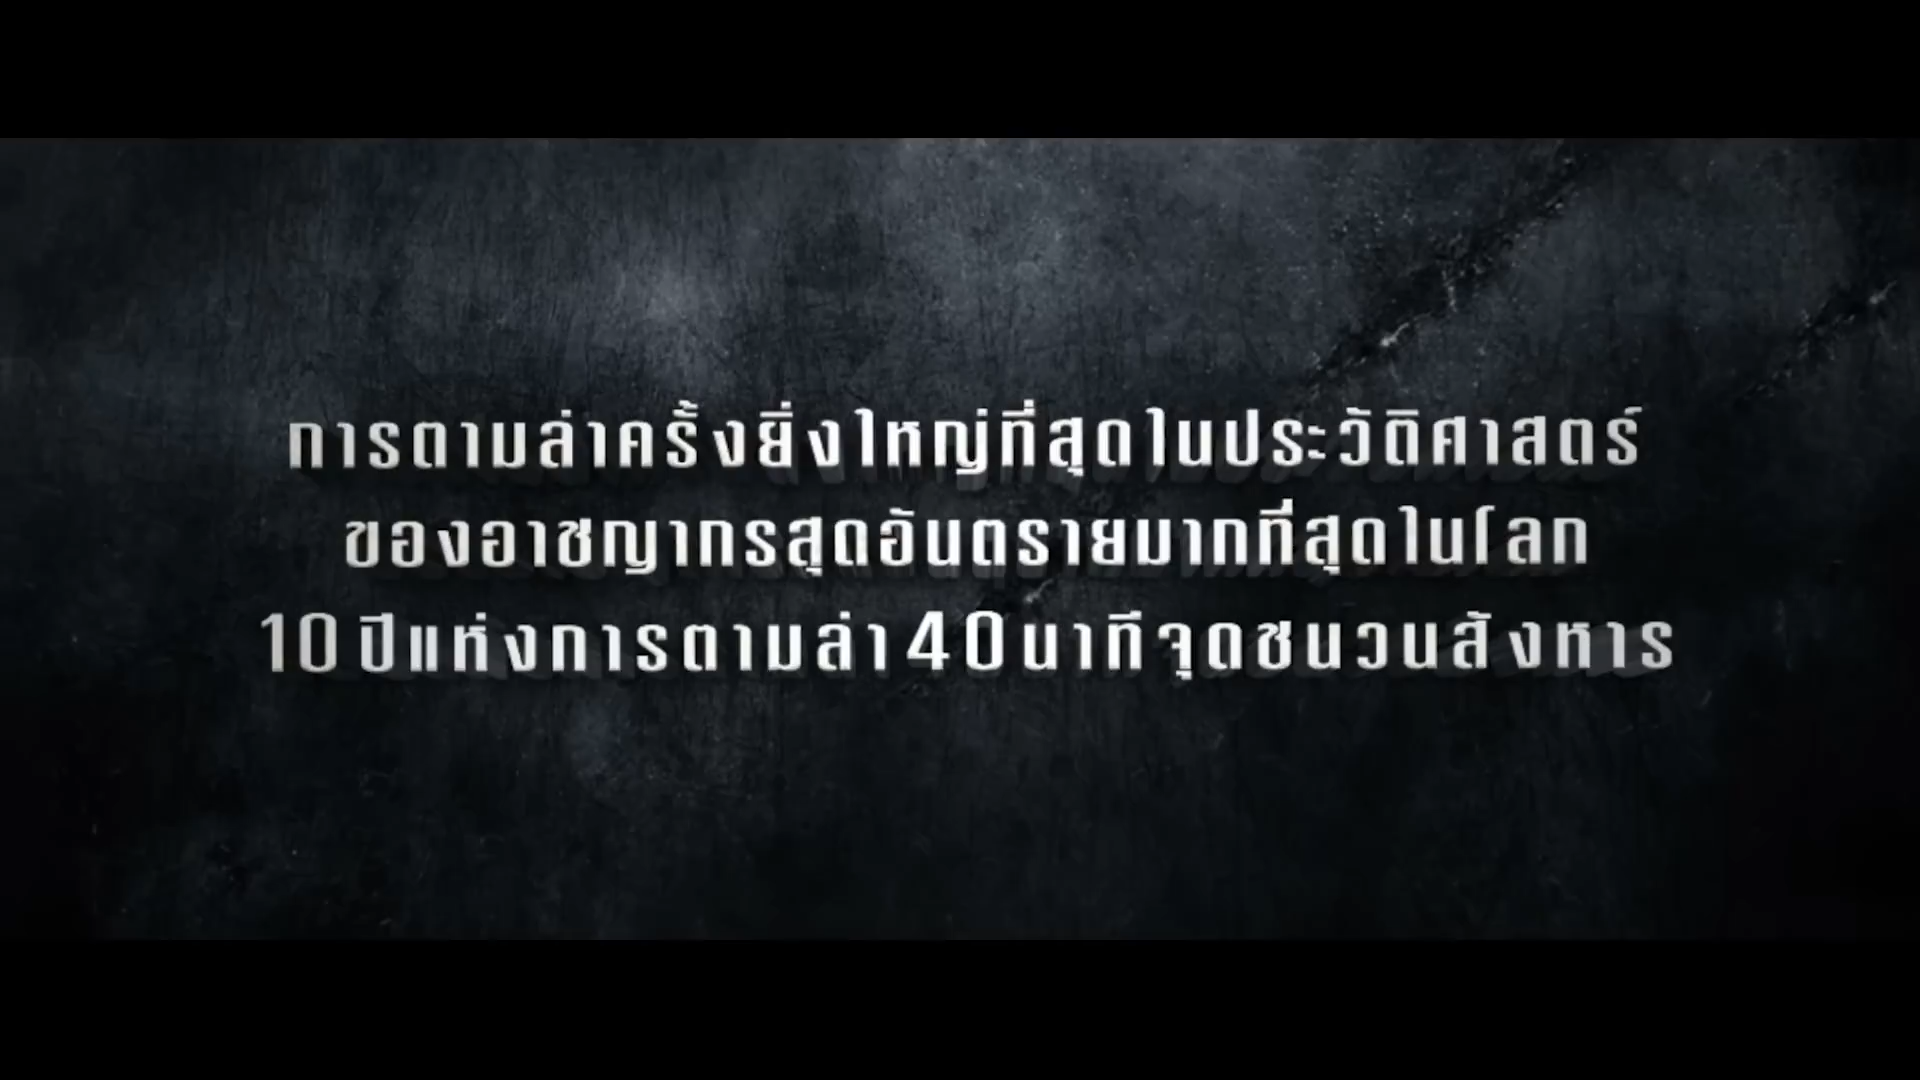 การตามล่าครั้งยิ่งใหญ่ที่สุดในประวัติศาสตร์
ของอาชญากรสุดอันตรายมากที่สุดในโลก
10 ปีแห่งการตามล่า 40 นาทีจุดชนวนสังหาร